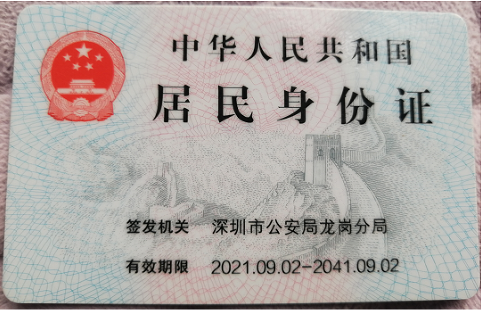 中华人民共和国
居民身份证
签发机关 深圳市公安局龙岗分局
有效期限 2021.09.02-2041.09.02